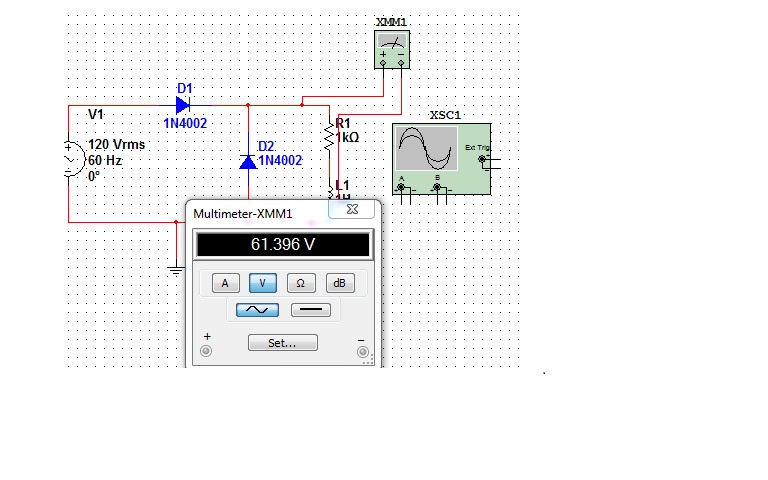 XMM1
+ −
D1
V1
1N4002
XSC1
R1
1kΩ
120 Vrms
60 Hz
0°
D2
1N4002
Ext Trig
A B
L1
Multimeter-XMM1
61.396 V
A V Ω dB
+ Set... −